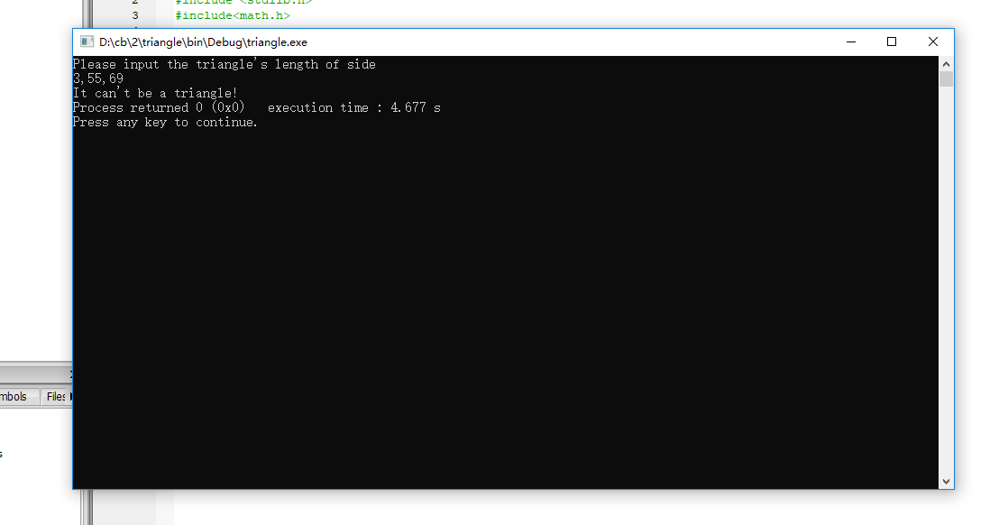 2 #include <stdlib.h>
3 #include<math.h>
D:\cb\2\triangle\bin\Debug\triangle.exe
Please input the triangle's length of side
3,55,69
It can't be a triangle!
Process returned 0 (0x0)   execution time : 4.677 s
Press any key to continue.
mbols Files
s